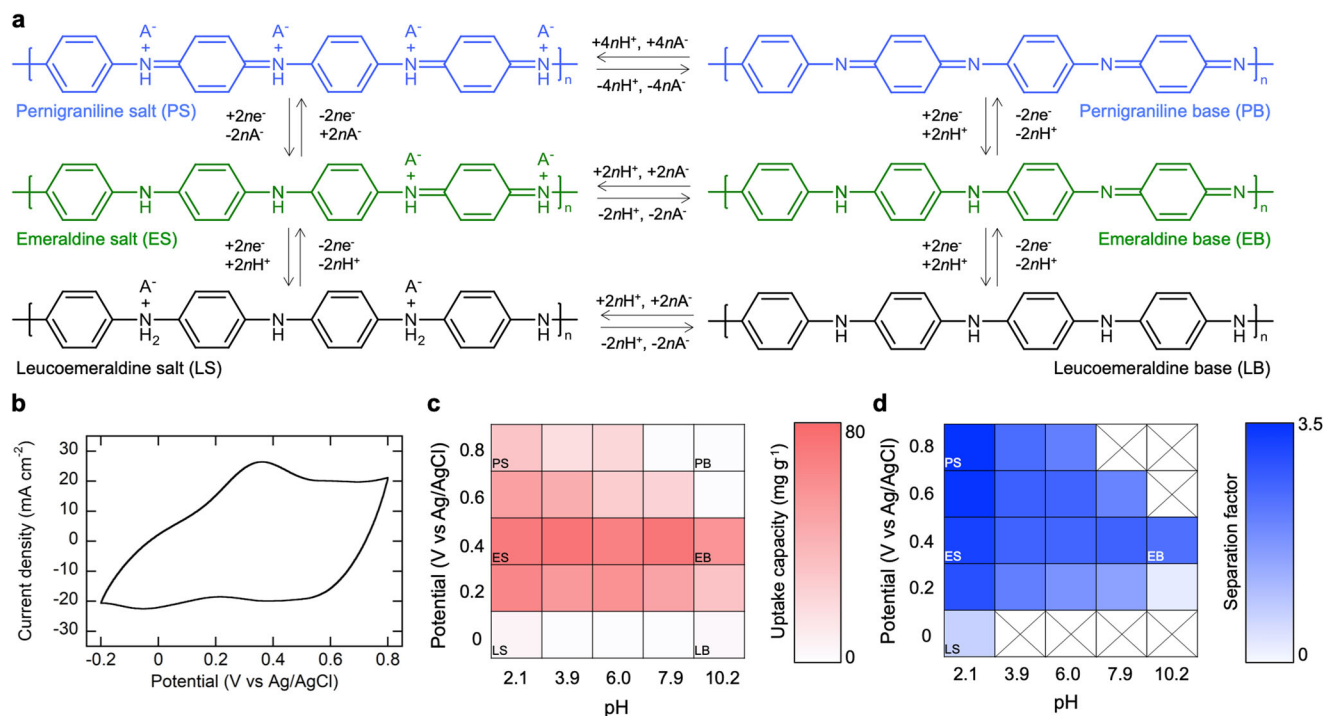 a
A⁻ A⁻ A⁻ A⁻
+ + + +
N N N N
H H H H
n
Pernigraniline salt (PS)
+4nH⁺, +4nA⁻
-4nH⁺, -4nA⁻
N N N N
n
Pernigraniline base (PB)
+2ne⁻ -2ne⁻
-2nA⁻ +2nA⁻
+2ne⁻ -2ne⁻
+2nH⁺ -2nH⁺
A⁻ A⁻
+ +
N N N N
H H H H
n
Emeraldine salt (ES)
+2nH⁺, +2nA⁻
-2nH⁺, -2nA⁻
N N N N
H H
n
Emeraldine base (EB)
+2ne⁻ -2ne⁻
+2nH⁺ -2nH⁺
+2ne⁻ -2ne⁻
+2nH⁺ -2nH⁺
A⁻ A⁻
+ +
N N N N
H₂ H H₂ H
n
Leucoemeraldine salt (LS)
+2nH⁺, +2nA⁻
-2nH⁺, -2nA⁻
N N N N
H H H H
n
Leucoemeraldine base (LB)
b
Current density (mA cm⁻²)
30
20
10
0
-10
-20
-30
-0.2 0 0.2 0.4 0.6 0.8
Potential (V vs Ag/AgCl)
c
Potential (V vs Ag/AgCl)
0.8
0.6
0.4
0.2
0
PS PB
ES EB
LS LB
2.1 3.9 6.0 7.9 10.2
pH
Uptake capacity (mg g⁻¹)
80
0
d
Potential (V vs Ag/AgCl)
0.8
0.6
0.4
0.2
0
PS
ES EB
LS
2.1 3.9 6.0 7.9 10.2
pH
Separation factor
3.5
0